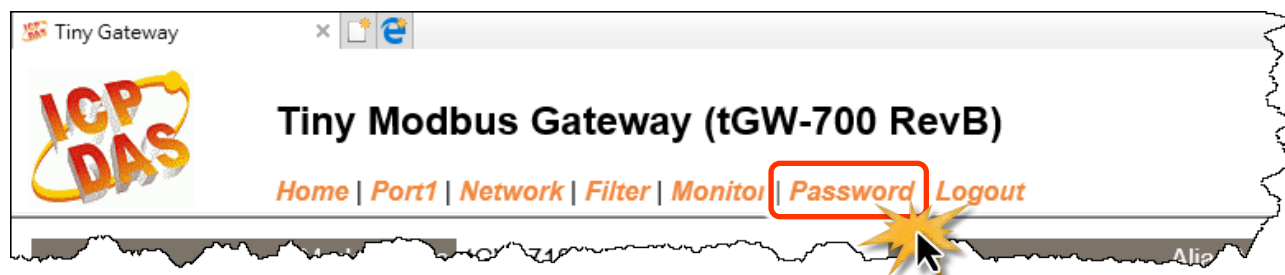 Tiny Gateway
ICP
DAS
Tiny Modbus Gateway (tGW-700 RevB)
Home | Port1 | Network | Filter | Monitor | Password | Logout